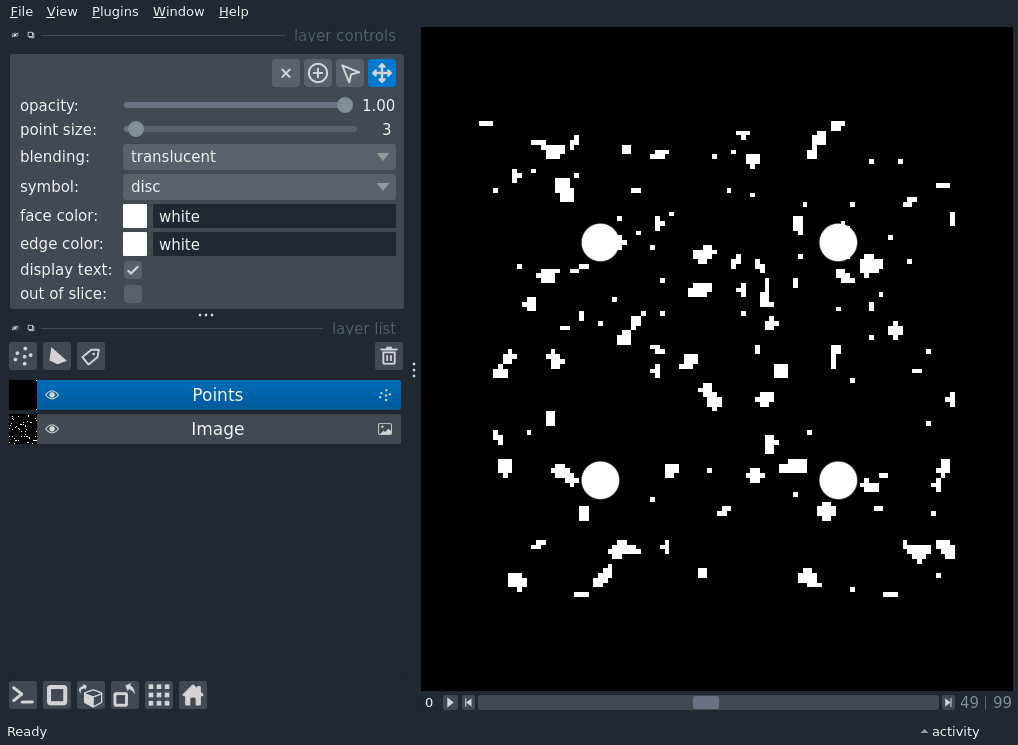 File View Plugins Window Help
layer controls
opacity: 1.00
point size: 3
blending: translucent
symbol: disc
face color: white
edge color: white
display text:
out of slice:
layer list
Points
Image
0 49 | 99
Ready activity